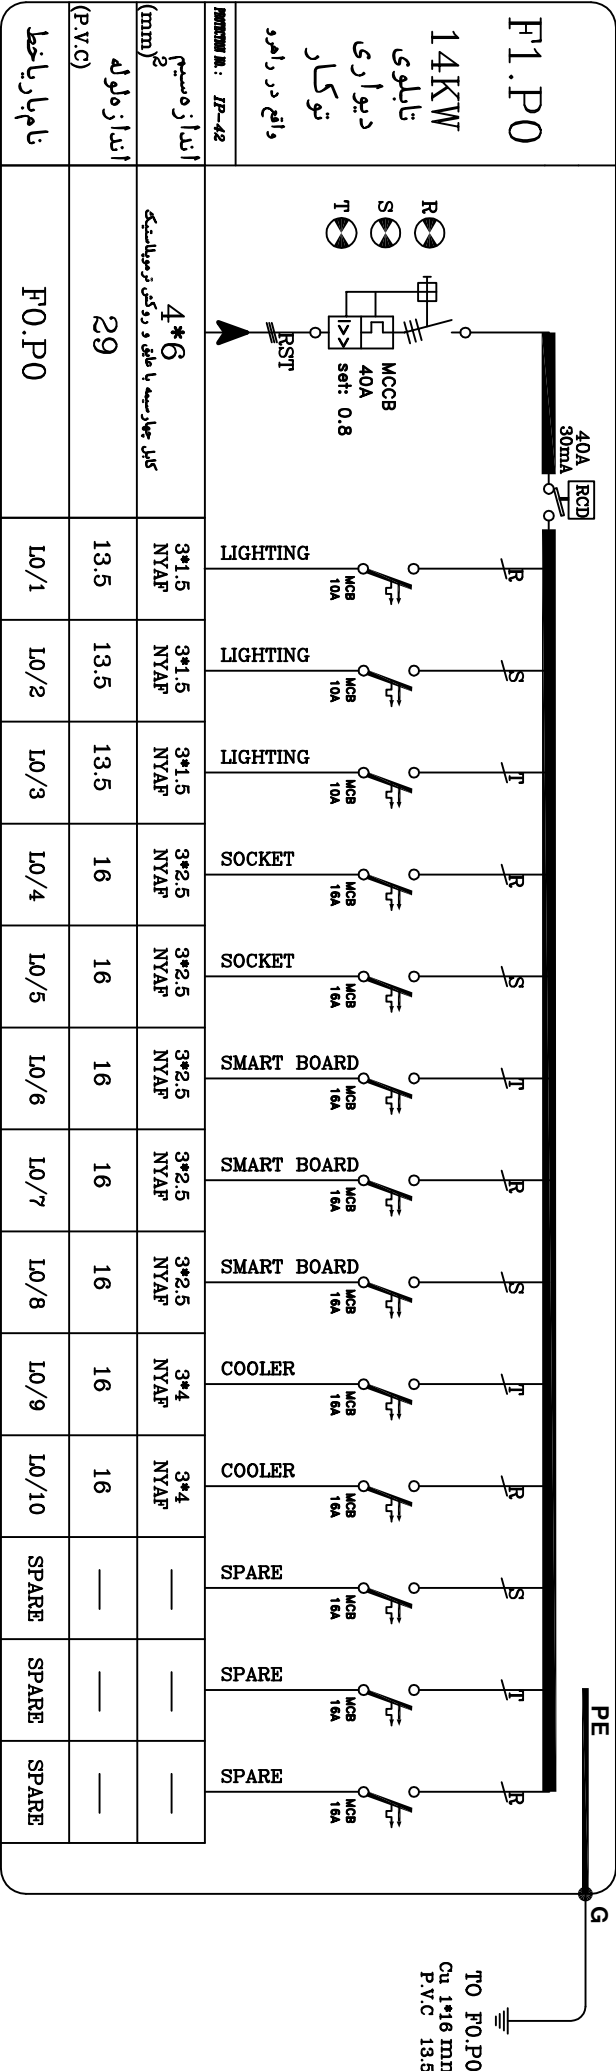 F1.P0
14KW
تابلوی
دیواری
توکار
واقع در راهرو
PROTECTION IN.: IP-42
اندازه سیم
(mm)2
اندازه لوله
(P.V.C)
نام بار یا خط
R
S
T
MCCB
40A
set: 0.8
I>>
RST
4*6
کابل چهار سیمه با عایق و روکش ترموپلاستیک
29
F0.P0
40A
30mA
RCD
R
MCB
10A
LIGHTING
3*1.5
NYAF
13.5
L0/1
S
MCB
10A
LIGHTING
3*1.5
NYAF
13.5
L0/2
T
MCB
10A
LIGHTING
3*1.5
NYAF
13.5
L0/3
R
MCB
16A
SOCKET
3*2.5
NYAF
16
L0/4
S
MCB
16A
SOCKET
3*2.5
NYAF
16
L0/5
T
MCB
16A
SMART BOARD
3*2.5
NYAF
16
L0/6
R
MCB
16A
SMART BOARD
3*2.5
NYAF
16
L0/7
S
MCB
16A
SMART BOARD
3*2.5
NYAF
16
L0/8
T
MCB
16A
COOLER
3*4
NYAF
16
L0/9
R
MCB
16A
COOLER
3*4
NYAF
16
L0/10
S
MCB
16A
SPARE
—
—
SPARE
T
MCB
16A
SPARE
—
—
SPARE
R
MCB
16A
SPARE
—
—
SPARE
PE
G
TO F0.P0
Cu 1*16 mm
P.V.C 13.5